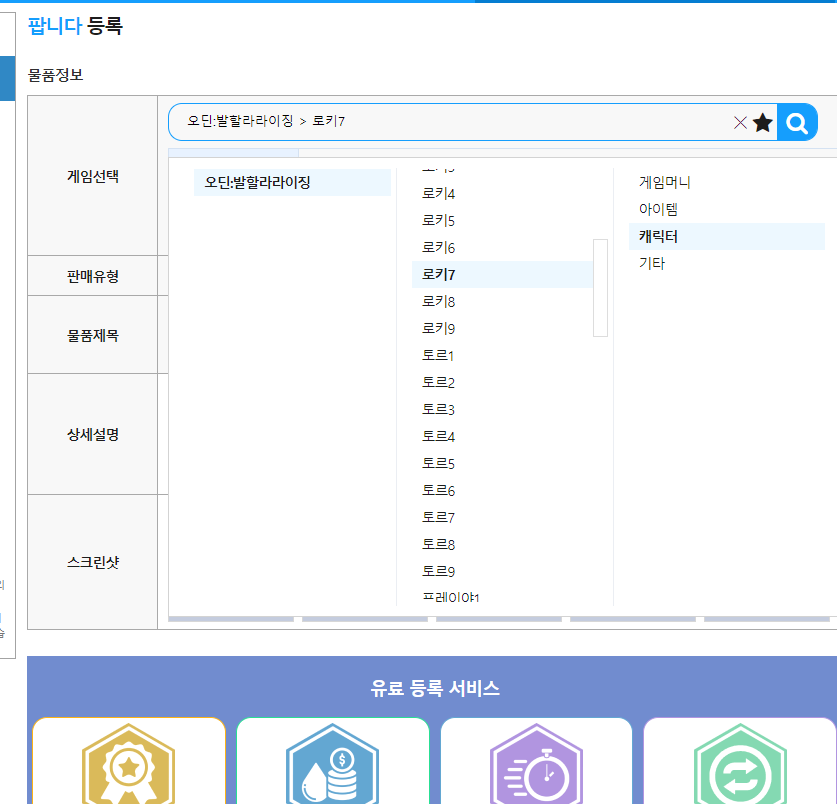 팝니다 등록
물품정보
게임선택
오딘:발할라라이징 > 로키7
오딘:발할라라이징
로키4
로키5
로키6
로키7
로키8
로키9
토르1
토르2
토르3
토르4
토르5
토르6
토르7
토르8
토르9
프레이야1
게임머니
아이템
캐릭터
기타
판매유형
물품제목
상세설명
스크린샷
유료 등록 서비스